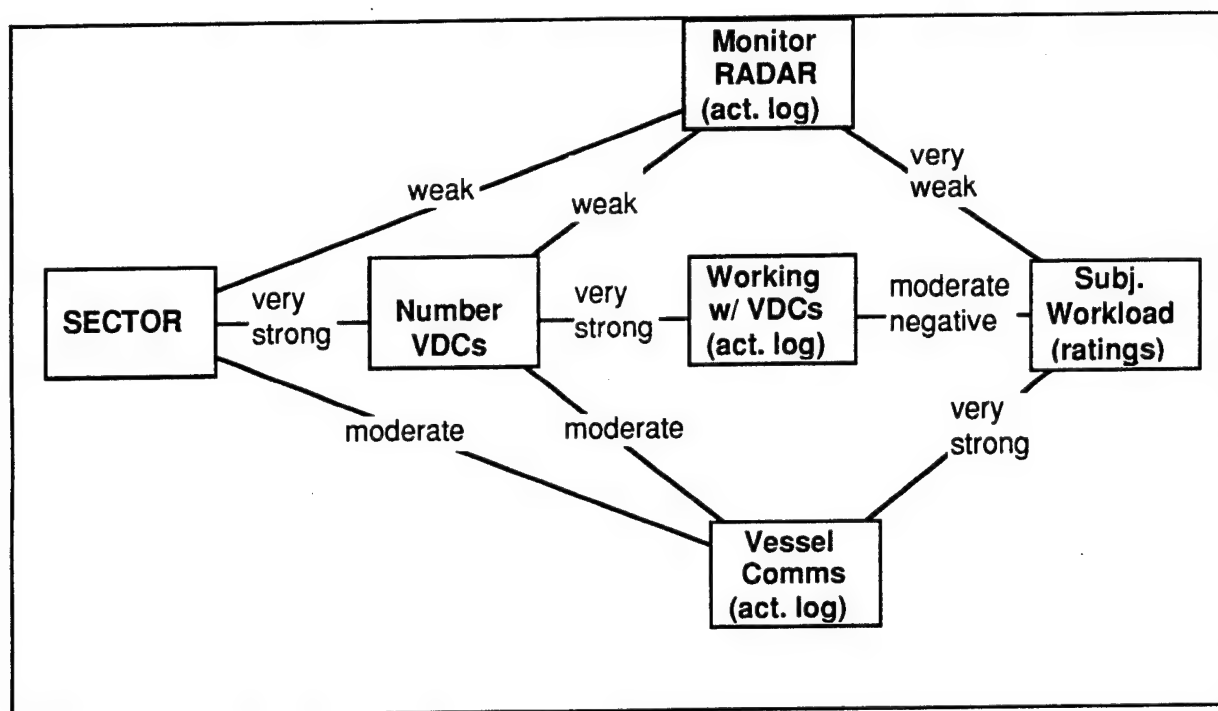 Monitor
RADAR
(act. log)
very
weak
weak
weak
SECTOR
very
strong
Number
VDCs
very
strong
Working
w/ VDCs
(act. log)
moderate
negative
Subj.
Workload
(ratings)
moderate
moderate
very
strong
Vessel
Comms
(act. log)